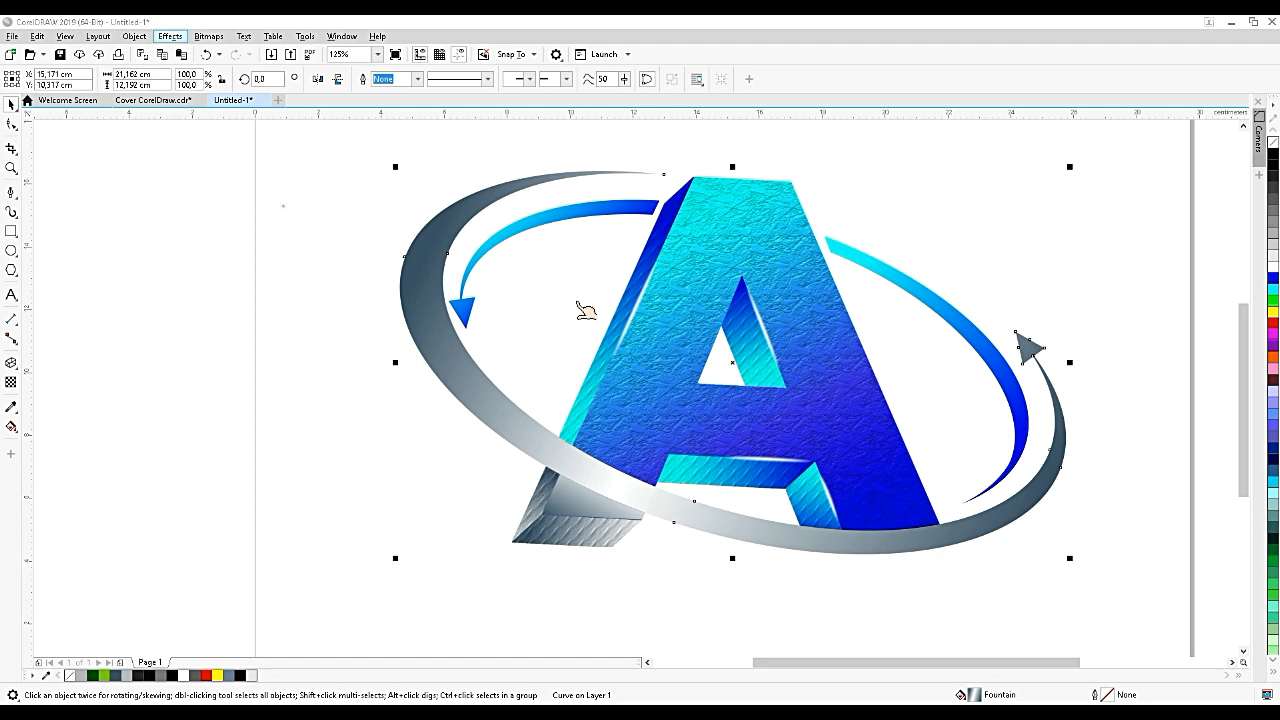 CorelDRAW 2019 (64-Bit) - Untitled-1*
File Edit View Layout Object Effects Bitmaps Text Table Tools Window Help
PDF 125% Snap To Launch
X: 15,171 cm 21,162 cm 100,0 % 0,0 ° None 50
Y: 10,317 cm 12,192 cm 100,0 %
Welcome Screen Cover CorelDraw.cdr* Untitled-1*
centimeters
Corners
A
1 of 1 Page 1
Click an object twice for rotating/skewing; dbl-clicking tool selects all objects; Shift+click multi-selects; Alt+click digs; Ctrl+click selects in a group Curve on Layer 1 Fountain None